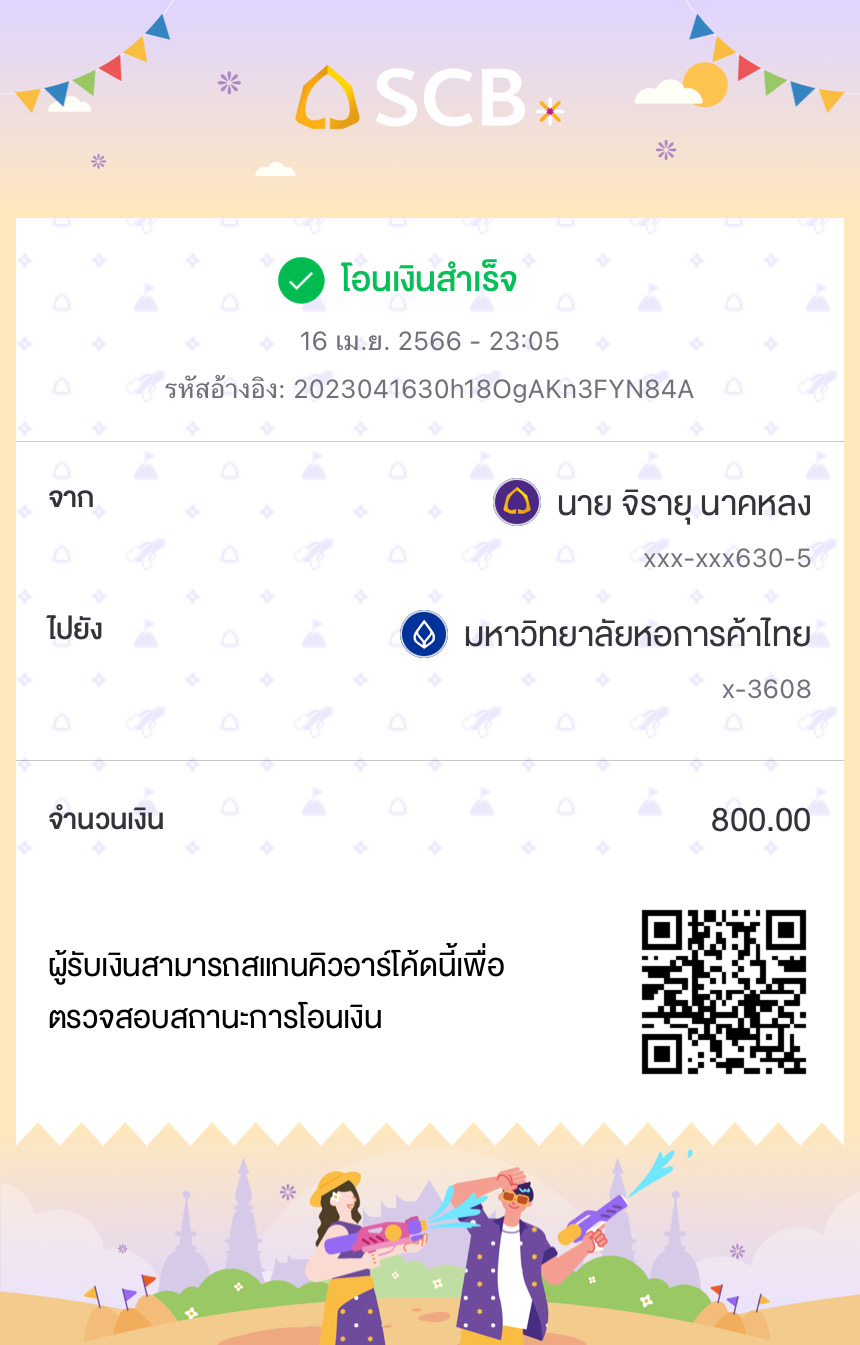 SCB
โอนเงินสำเร็จ
16 เม.ย. 2566 - 23:05
รหัสอ้างอิง: 2023041630h18OgAKn3FYN84A
จาก
นาย จิรายุ นาคหลง
xxx-xxx630-5
ไปยัง
มหาวิทยาลัยหอการค้าไทย
x-3608
จำนวนเงิน
800.00
ผู้รับเงินสามารถสแกนคิวอาร์โค้ดนี้เพื่อ
ตรวจสอบสถานะการโอนเงิน